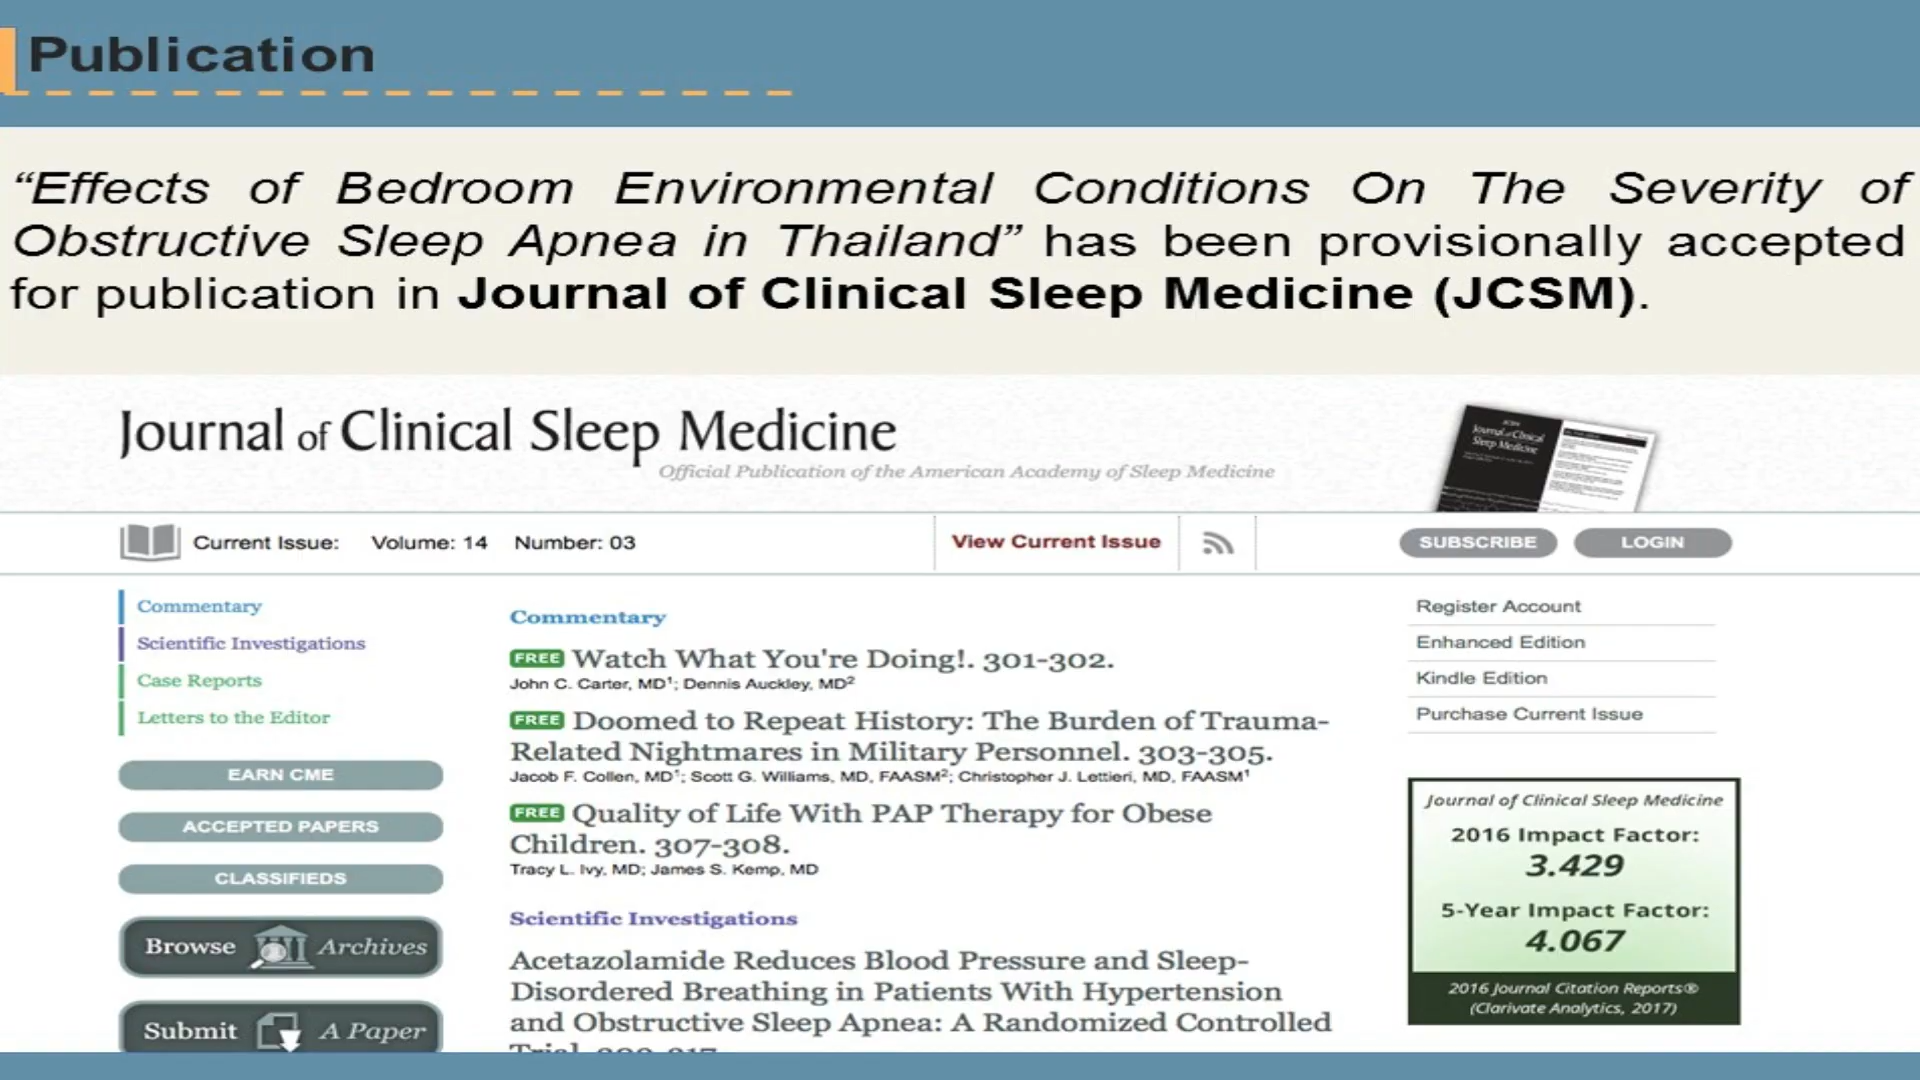 Publication
“Effects of Bedroom Environmental Conditions On The Severity of
Obstructive Sleep Apnea in Thailand” has been provisionally accepted
for publication in Journal of Clinical Sleep Medicine (JCSM).
Journal of Clinical Sleep Medicine
Official Publication of the American Academy of Sleep Medicine
Journal of Clinical
Sleep Medicine
Current Issue: Volume: 14 Number: 03
View Current Issue
SUBSCRIBE
LOGIN
Commentary
Scientific Investigations
Case Reports
Letters to the Editor
EARN CME
ACCEPTED PAPERS
CLASSIFIEDS
Browse Archives
Submit A Paper
Commentary
FREE Watch What You're Doing!. 301-302.
John C. Carter, MD¹; Dennis Auckley, MD²
FREE Doomed to Repeat History: The Burden of Trauma-
Related Nightmares in Military Personnel. 303-305.
Jacob F. Collen, MD¹; Scott G. Williams, MD, FAASM²; Christopher J. Lettieri, MD, FAASM¹
FREE Quality of Life With PAP Therapy for Obese
Children. 307-308.
Tracy L. Ivy, MD; James S. Kemp, MD
Scientific Investigations
Acetazolamide Reduces Blood Pressure and Sleep-
Disordered Breathing in Patients With Hypertension
and Obstructive Sleep Apnea: A Randomized Controlled
Register Account
Enhanced Edition
Kindle Edition
Purchase Current Issue
Journal of Clinical Sleep Medicine
2016 Impact Factor:
3.429
5-Year Impact Factor:
4.067
2016 Journal Citation Reports®
(Clarivate Analytics, 2017)